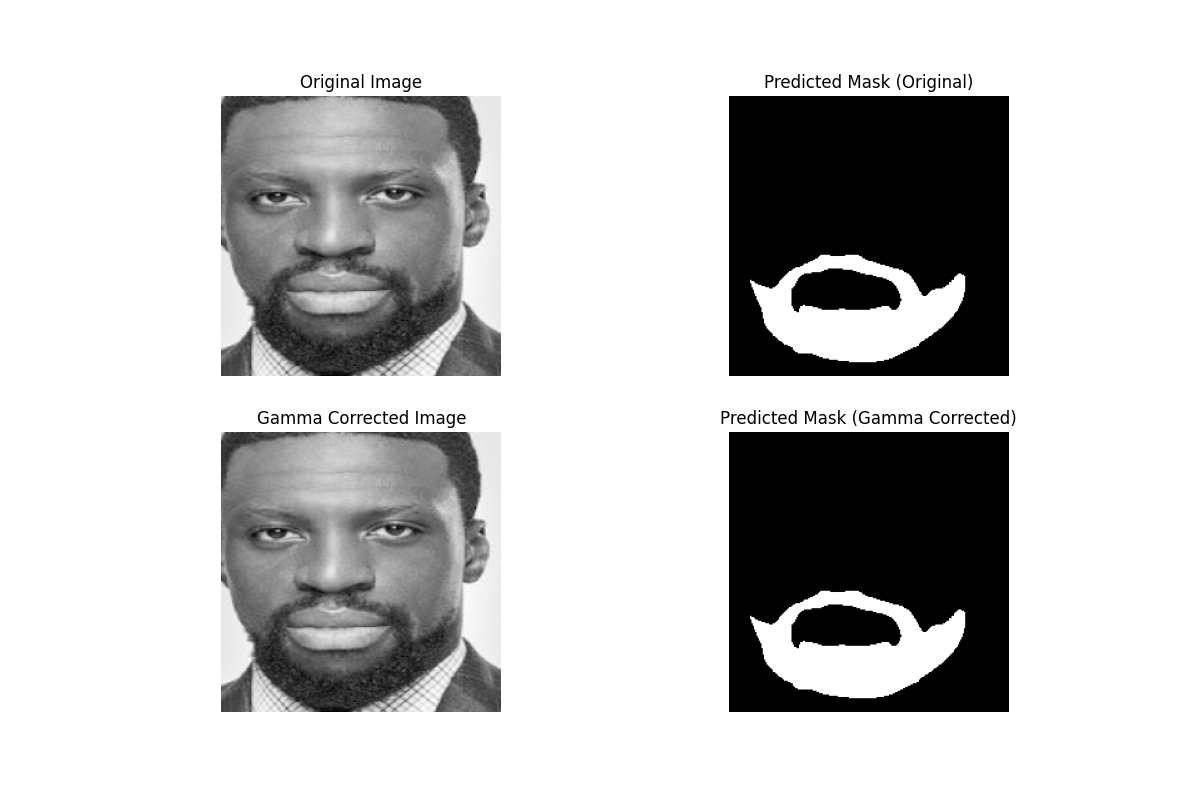 Original Image
Predicted Mask (Original)
Gamma Corrected Image
Predicted Mask (Gamma Corrected)